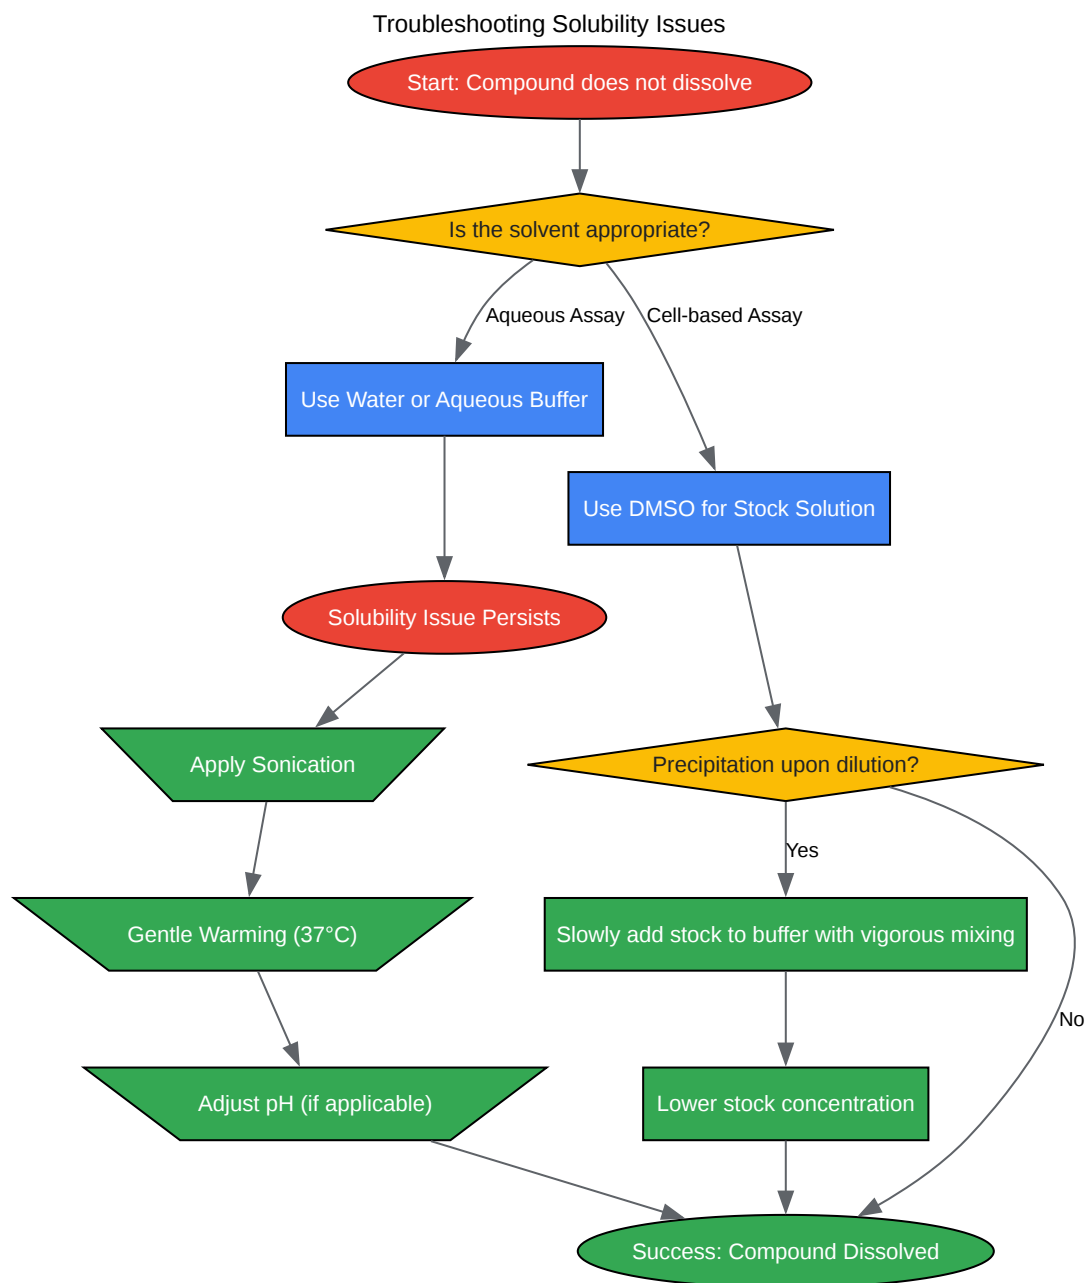 Troubleshooting Solubility Issues
Start: Compound does not dissolve
Is the solvent appropriate?
Aqueous Assay
Cell-based Assay
Use Water or Aqueous Buffer
Use DMSO for Stock Solution
Solubility Issue Persists
Apply Sonication
Precipitation upon dilution?
Yes
Gentle Warming (37°C)
Slowly add stock to buffer with vigorous mixing
No
Adjust pH (if applicable)
Lower stock concentration
Success: Compound Dissolved